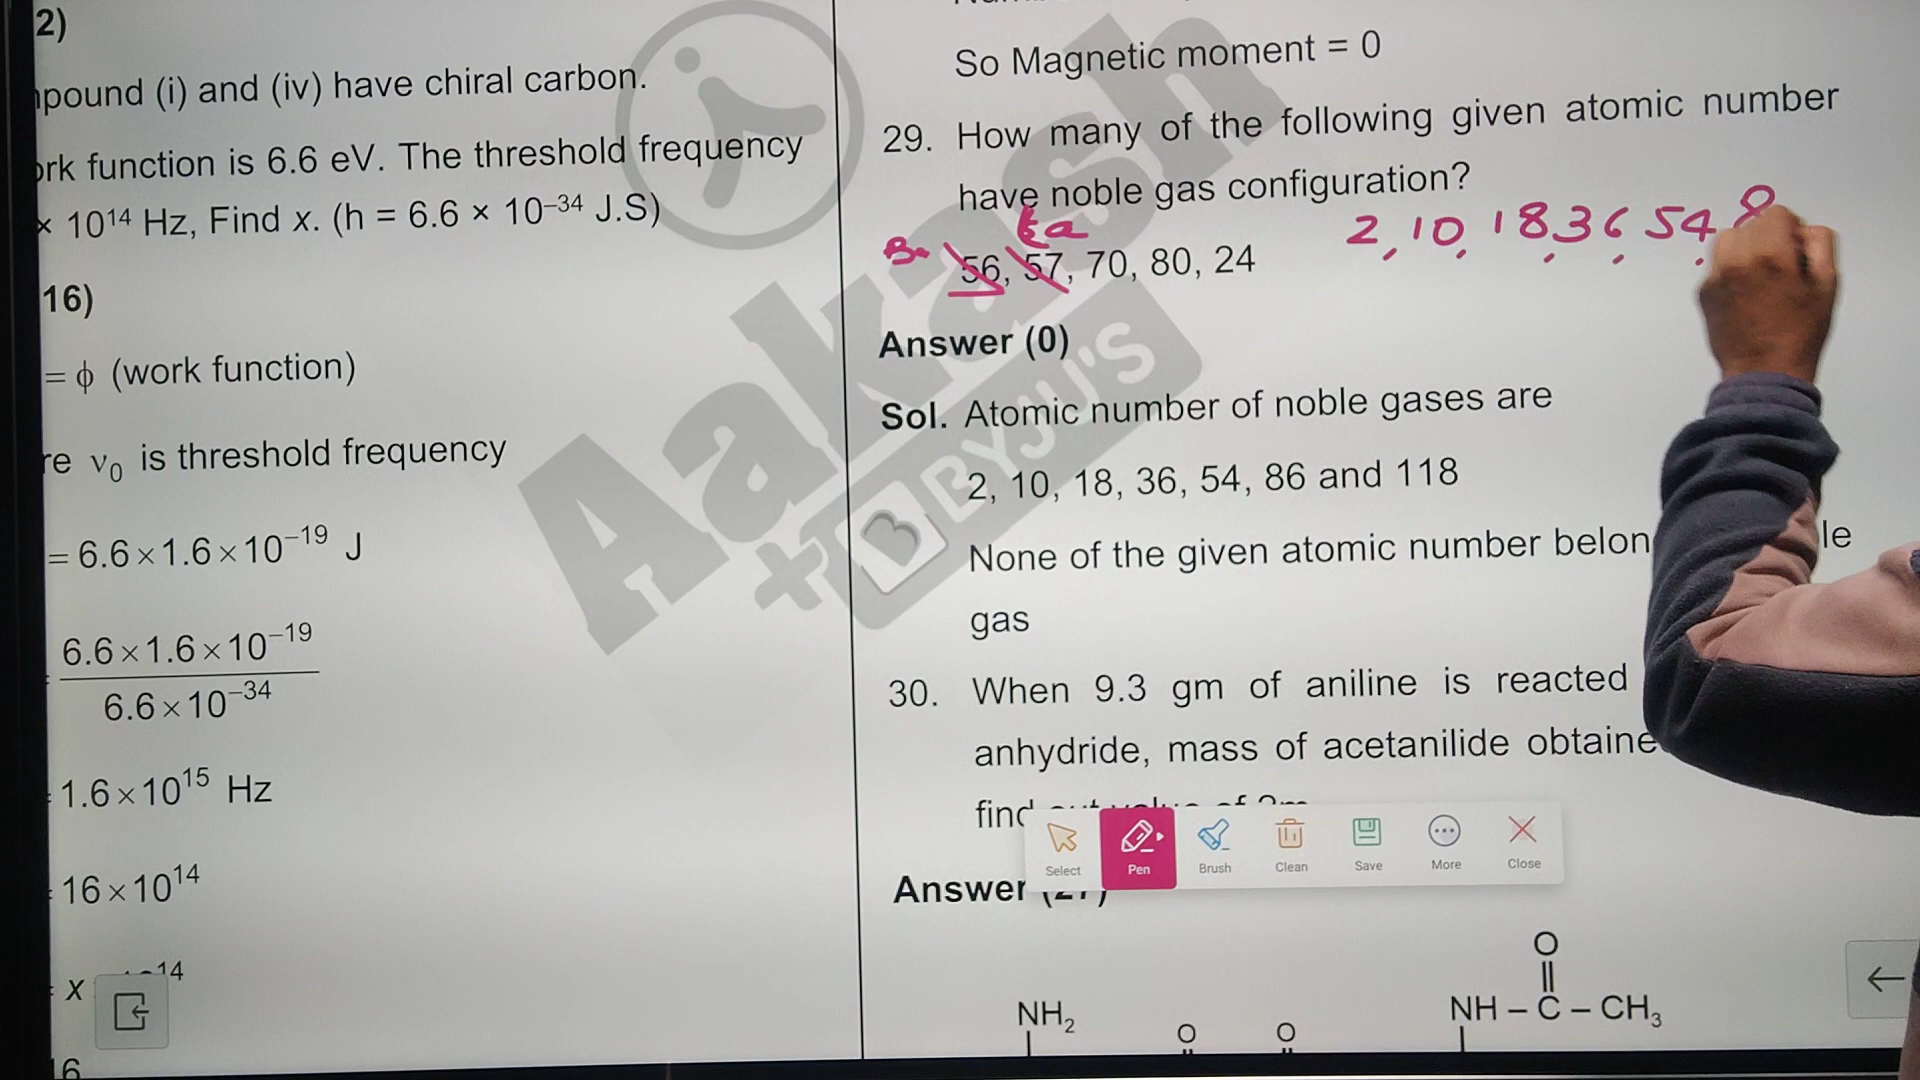 2)
pound (i) and (iv) have chiral carbon.
rk function is 6.6 eV. The threshold frequency
× 10¹⁴ Hz, Find x. (h = 6.6 × 10⁻³⁴ J.S)
16)
= ϕ (work function)
re ν₀ is threshold frequency
= 6.6 × 1.6 × 10⁻¹⁹ J
6.6 × 1.6 × 10⁻¹⁹
6.6 × 10⁻³⁴
1.6 × 10¹⁵ Hz
16 × 10¹⁴
x 14
16
So Magnetic moment = 0
29. How many of the following given atomic number
have noble gas configuration?
2, 10, 18, 36, 54, 8
56, 57, 70, 80, 24
Answer (0)
Sol. Atomic number of noble gases are
2, 10, 18, 36, 54, 86 and 118
None of the given atomic number belon le
gas
30. When 9.3 gm of aniline is reacted
anhydride, mass of acetanilide obtaine
find
Select Pen Brush Clean Save More Close
Answer
O
NH₂ NH – C – CH₃
O O
Aakash
+ B BYJU'S